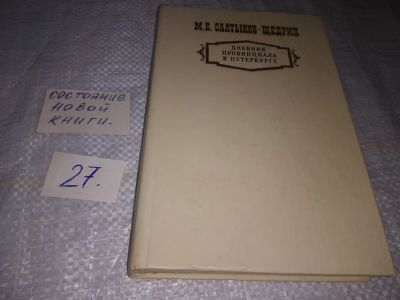 М.Е. САЛТЫКОВ-ЩЕДРИН
ДНЕВНИК
ПРОВИНЦИАЛА
В ПЕТЕРБУРГЕ
СОСТОЯНИЕ
НОВОЙ
КНИГИ.
27.